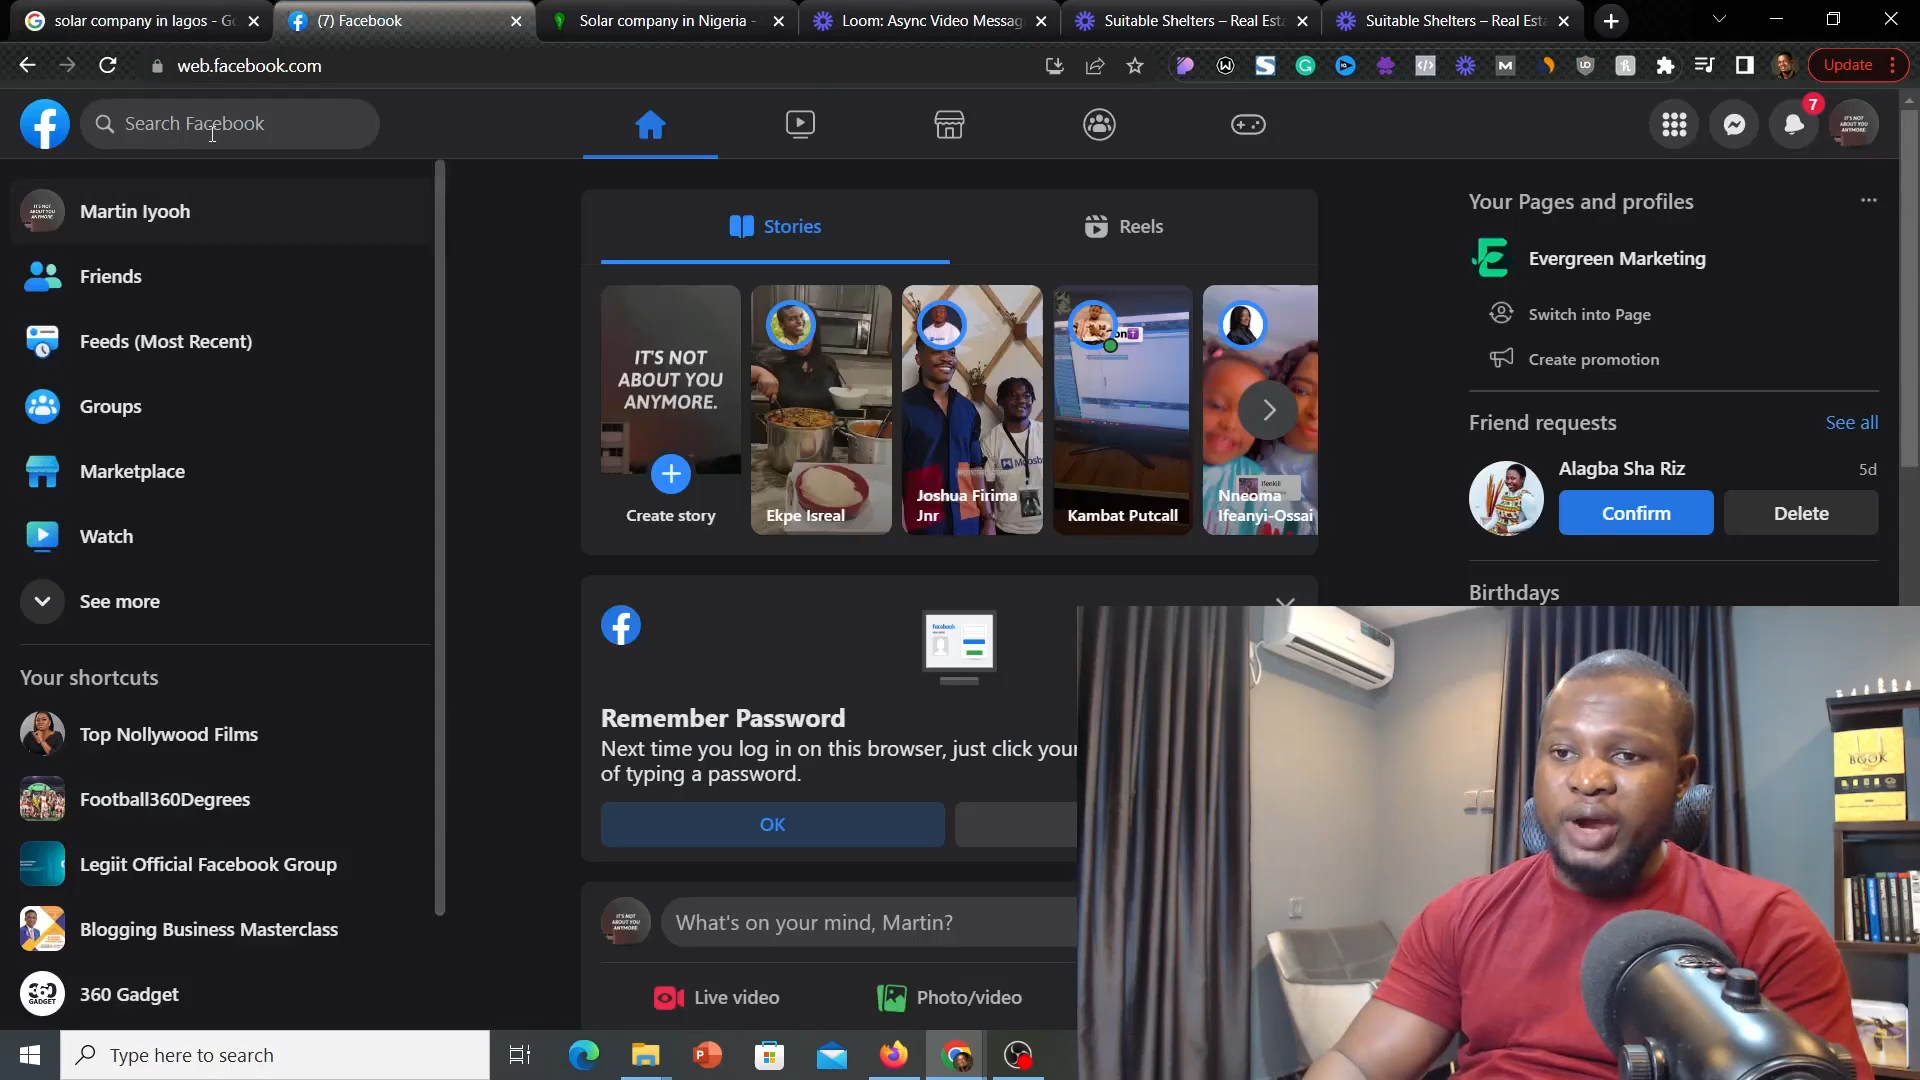 solar company in lagos - Go
(7) Facebook
Solar company in Nigeria -
Loom: Async Video Messag
Suitable Shelters – Real Esta
Suitable Shelters – Real Esta
web.facebook.com
Update
Search Facebook
7
Martin Iyooh
Friends
Feeds (Most Recent)
Groups
Marketplace
Watch
See more
Your shortcuts
Top Nollywood Films
Football360Degrees
Legiit Official Facebook Group
Blogging Business Masterclass
360 Gadget
Stories
Reels
IT'S NOT
ABOUT YOU
ANYMORE.
Create story
Ekpe Isreal
Joshua Firima
Jnr
Kambat Putcall
Nneoma
Ifeanyi-Ossai
Remember Password
Next time you log in on this browser, just click your
of typing a password.
OK
What's on your mind, Martin?
Live video
Photo/video
Your Pages and profiles
Evergreen Marketing
Switch into Page
Create promotion
Friend requests
See all
Alagba Sha Riz
5d
Confirm
Delete
Birthdays
BOOK
Type here to search